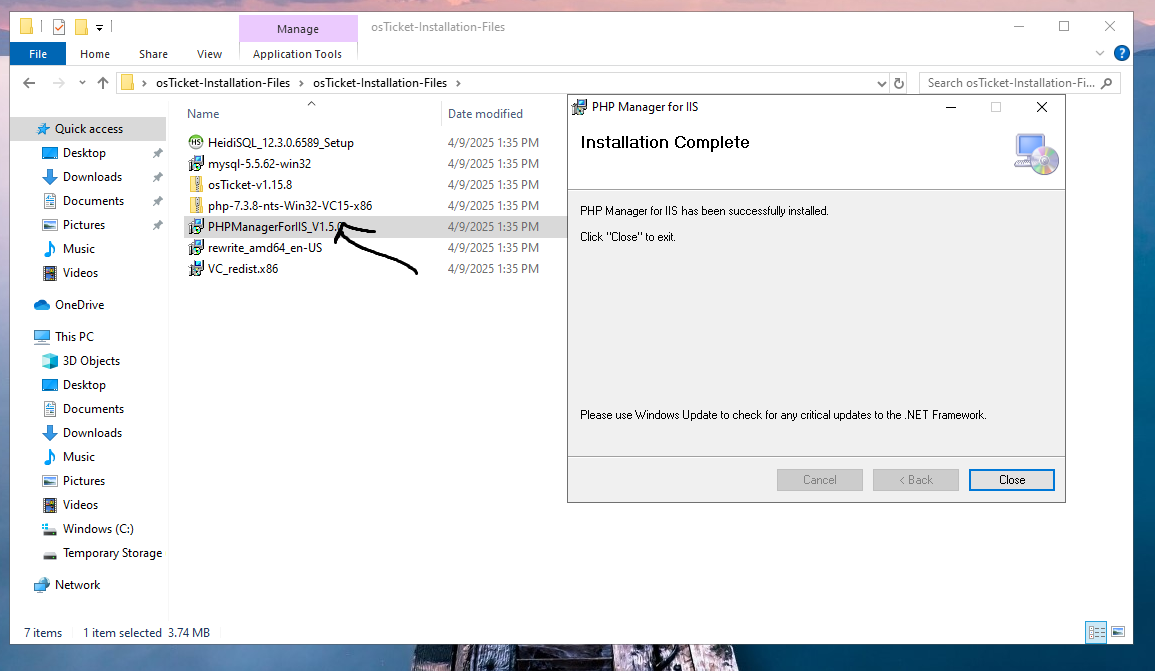 Manage
osTicket-Installation-Files
File
Home
Share
View
Application Tools
?
osTicket-Installation-Files
osTicket-Installation-Files
Search osTicket-Installation-Fi...
Quick access
Desktop
Downloads
Documents
Pictures
Music
Videos
OneDrive
This PC
3D Objects
Desktop
Documents
Downloads
Music
Pictures
Videos
Windows (C:)
Temporary Storage
Network
Name Date modified
HS HeidiSQL_12.3.0.6589_Setup 4/9/2025 1:35 PM
mysql-5.5.62-win32 4/9/2025 1:35 PM
osTicket-v1.15.8 4/9/2025 1:35 PM
php-7.3.8-nts-Win32-VC15-x86 4/9/2025 1:35 PM
PHPManagerForIIS_V1.5.0 4/9/2025 1:35 PM
rewrite_amd64_en-US 4/9/2025 1:35 PM
VC_redist.x86 4/9/2025 1:35 PM
PHP Manager for IIS
Installation Complete
PHP Manager for IIS has been successfully installed.
Click "Close" to exit.
Please use Windows Update to check for any critical updates to the .NET Framework.
Cancel
< Back
Close
7 items
1 item selected 3.74 MB